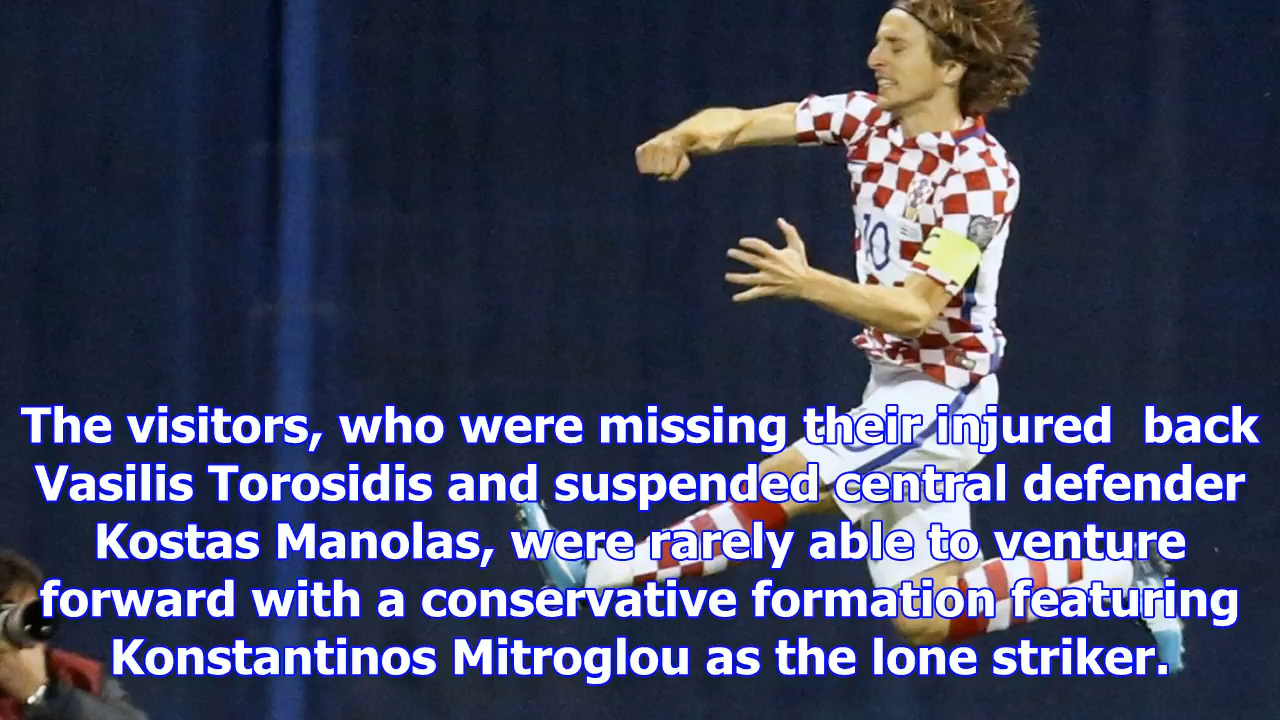 10
The visitors, who were missing their injured  back
Vasilis Torosidis and suspended central defender
Kostas Manolas, were rarely able to venture
forward with a conservative formation featuring
Konstantinos Mitroglou as the lone striker.